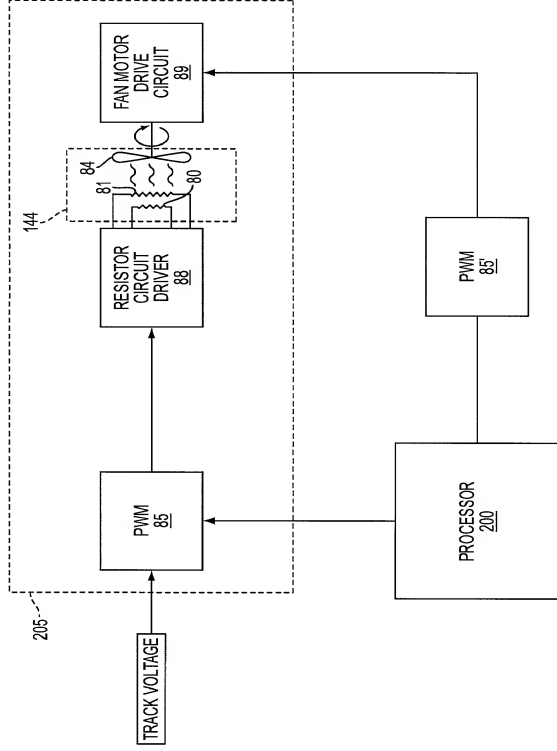 TRACK VOLTAGE
205
PWM
85
RESISTOR
CIRCUIT
DRIVER
88
144
81
84
80
FAN MOTOR
DRIVE
CIRCUIT
89
PROCESSOR
200
PWM
85'